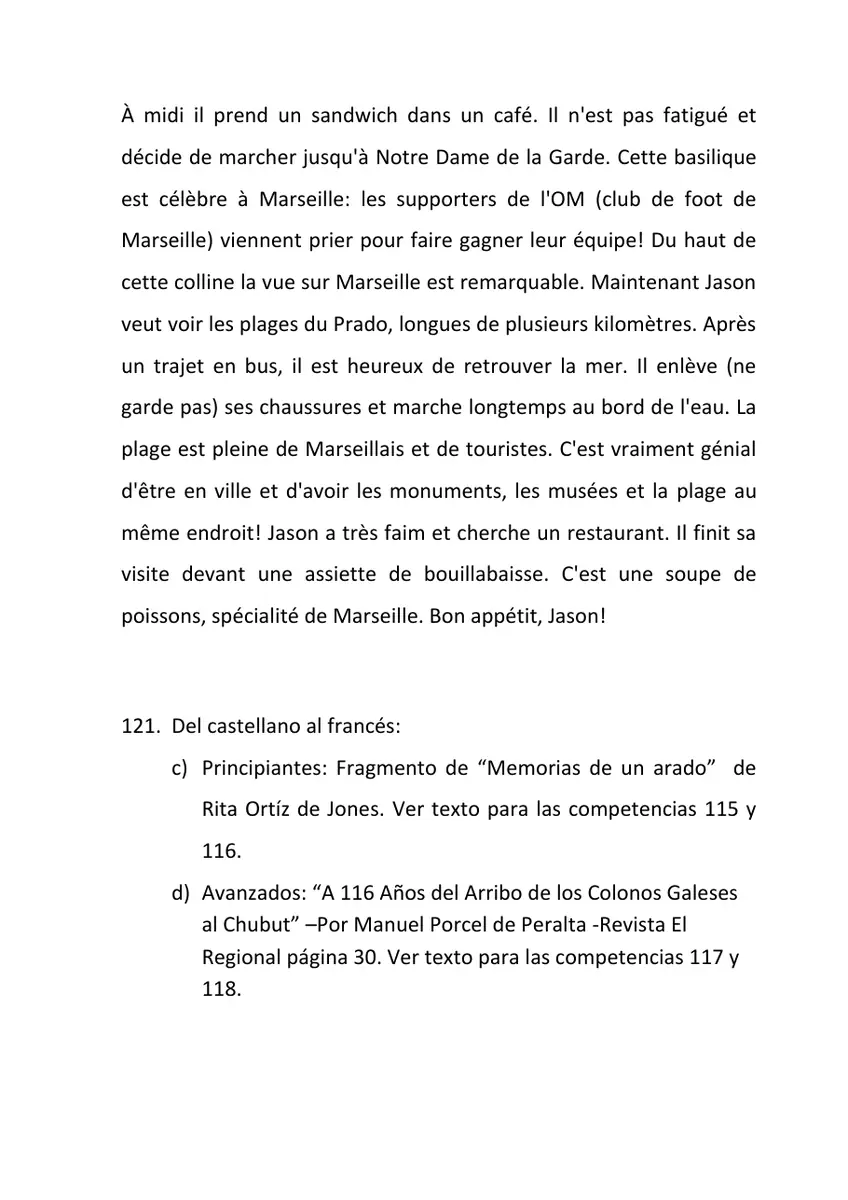 À midi il prend un sandwich dans un café. Il n'est pas fatigué et
décide de marcher jusqu'à Notre Dame de la Garde. Cette basilique
est célèbre à Marseille: les supporters de l'OM (club de foot de
Marseille) viennent prier pour faire gagner leur équipe! Du haut de
cette colline la vue sur Marseille est remarquable. Maintenant Jason
veut voir les plages du Prado, longues de plusieurs kilomètres. Après
un trajet en bus, il est heureux de retrouver la mer. Il enlève (ne
garde pas) ses chaussures et marche longtemps au bord de l'eau. La
plage est pleine de Marseillais et de touristes. C'est vraiment génial
d'être en ville et d'avoir les monuments, les musées et la plage au
même endroit! Jason a très faim et cherche un restaurant. Il finit sa
visite devant une assiette de bouillabaisse. C'est une soupe de
poissons, spécialité de Marseille. Bon appétit, Jason!
121. Del castellano al francés:
c) Principiantes: Fragmento de “Memorias de un arado” de
Rita Ortíz de Jones. Ver texto para las competencias 115 y
116.
d) Avanzados: “A 116 Años del Arribo de los Colonos Galeses
al Chubut” –Por Manuel Porcel de Peralta -Revista El
Regional página 30. Ver texto para las competencias 117 y
118.